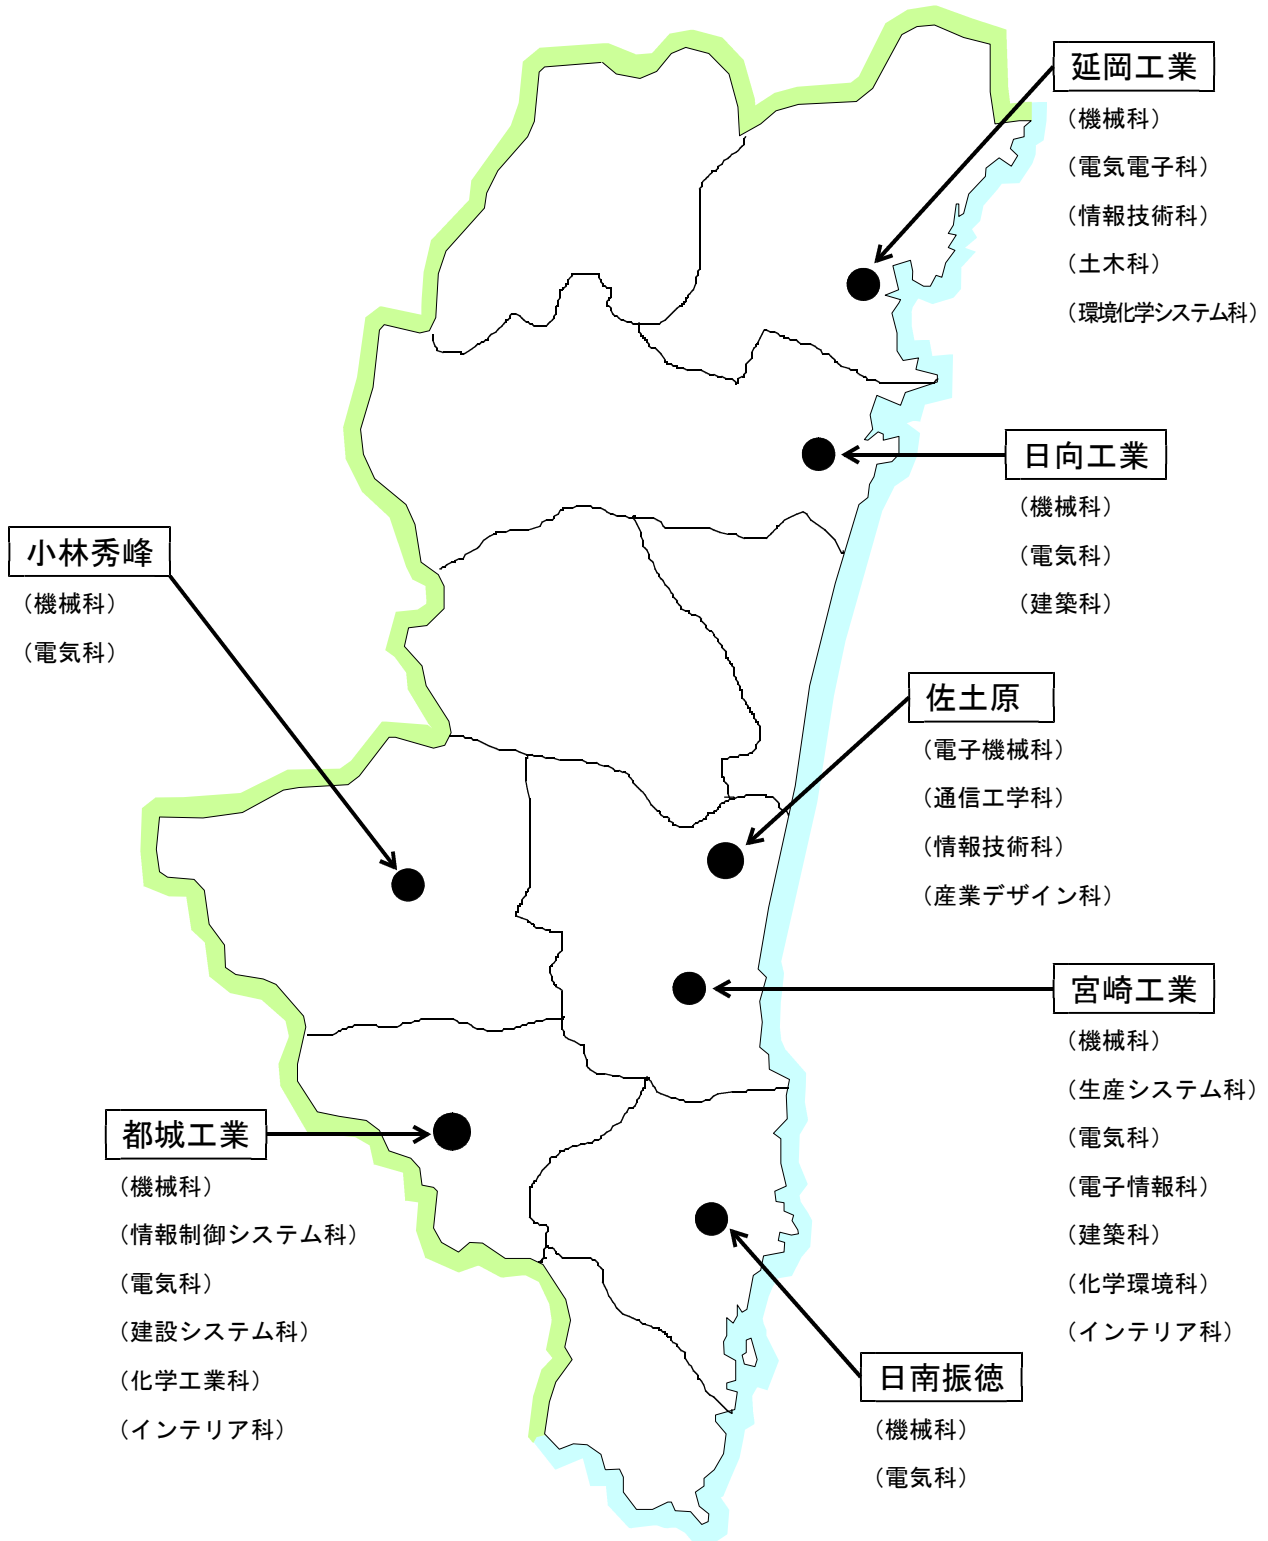 延岡工業
（機械科）
（電気電子科）
（情報技術科）
（土木科）
（環境化学システム科）
日向工業
（機械科）
（電気科）
（建築科）
小林秀峰
（機械科）
（電気科）
佐土原
（電子機械科）
（通信工学科）
（情報技術科）
（産業デザイン科）
宮崎工業
（機械科）
（生産システム科）
（電気科）
（電子情報科）
（建築科）
（化学環境科）
（インテリア科）
都城工業
（機械科）
（情報制御システム科）
（電気科）
（建設システム科）
（化学工業科）
（インテリア科）
日南振徳
（機械科）
（電気科）